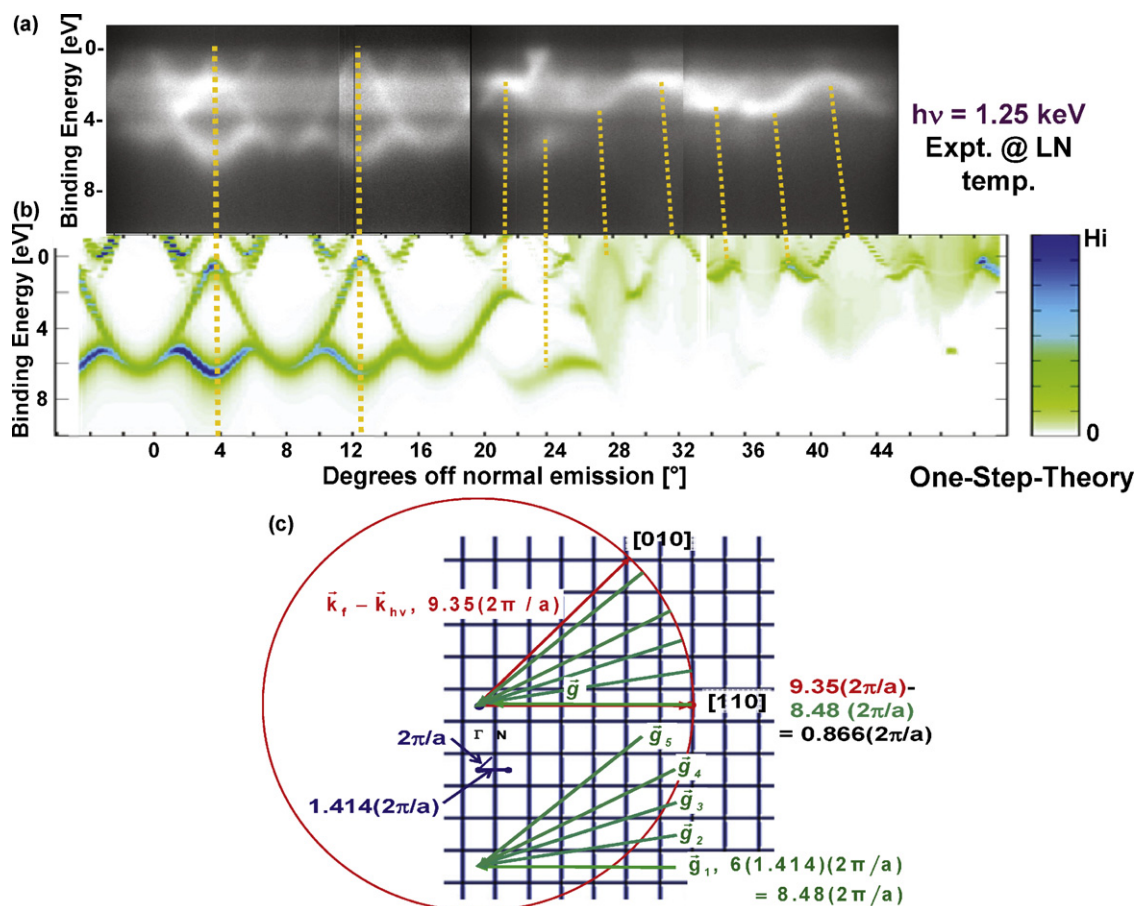 (a)
Binding Energy [eV]
0-
4-
8-
hν = 1.25 keV
Expt. @ LN
temp.
(b)
Binding Energy [eV]
0
4
6
8
0 4 8 12 16 20 24 28 32 36 40 44
Degrees off normal emission [°]
Hi
0
One-Step-Theory
(c)
[010]
k⃗f – k⃗hν, 9.35(2π / a)
g⃗
[110]
9.35(2π/a)-
8.48 (2π/a)
= 0.866(2π/a)
Γ N
2π/a
1.414(2π/a)
g⃗5
g⃗4
g⃗3
g⃗2
g⃗1, 6(1.414)(2π/a)
= 8.48(2π/a)